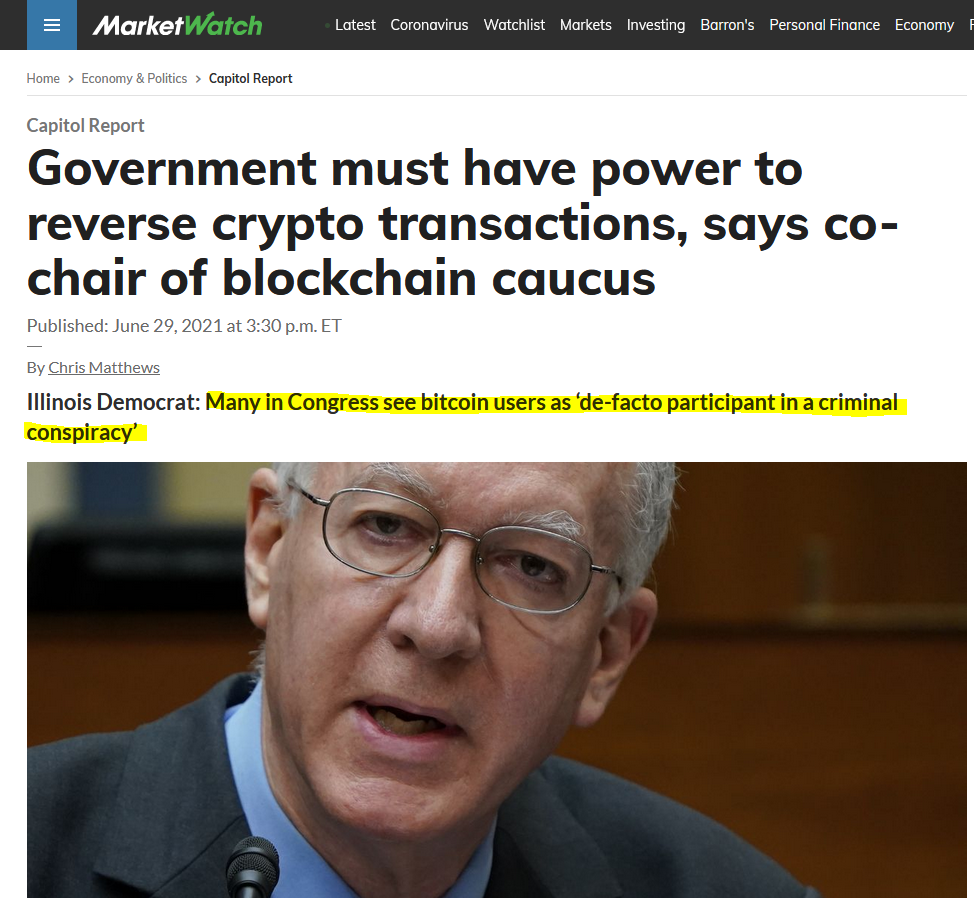 MarketWatch
Latest Coronavirus Watchlist Markets Investing Barron's Personal Finance Economy
Home > Economy & Politics > Capitol Report
Capitol Report
Government must have power to
reverse crypto transactions, says co-
chair of blockchain caucus
Published: June 29, 2021 at 3:30 p.m. ET
By Chris Matthews
Illinois Democrat: Many in Congress see bitcoin users as ‘de-facto participant in a criminal
conspiracy’